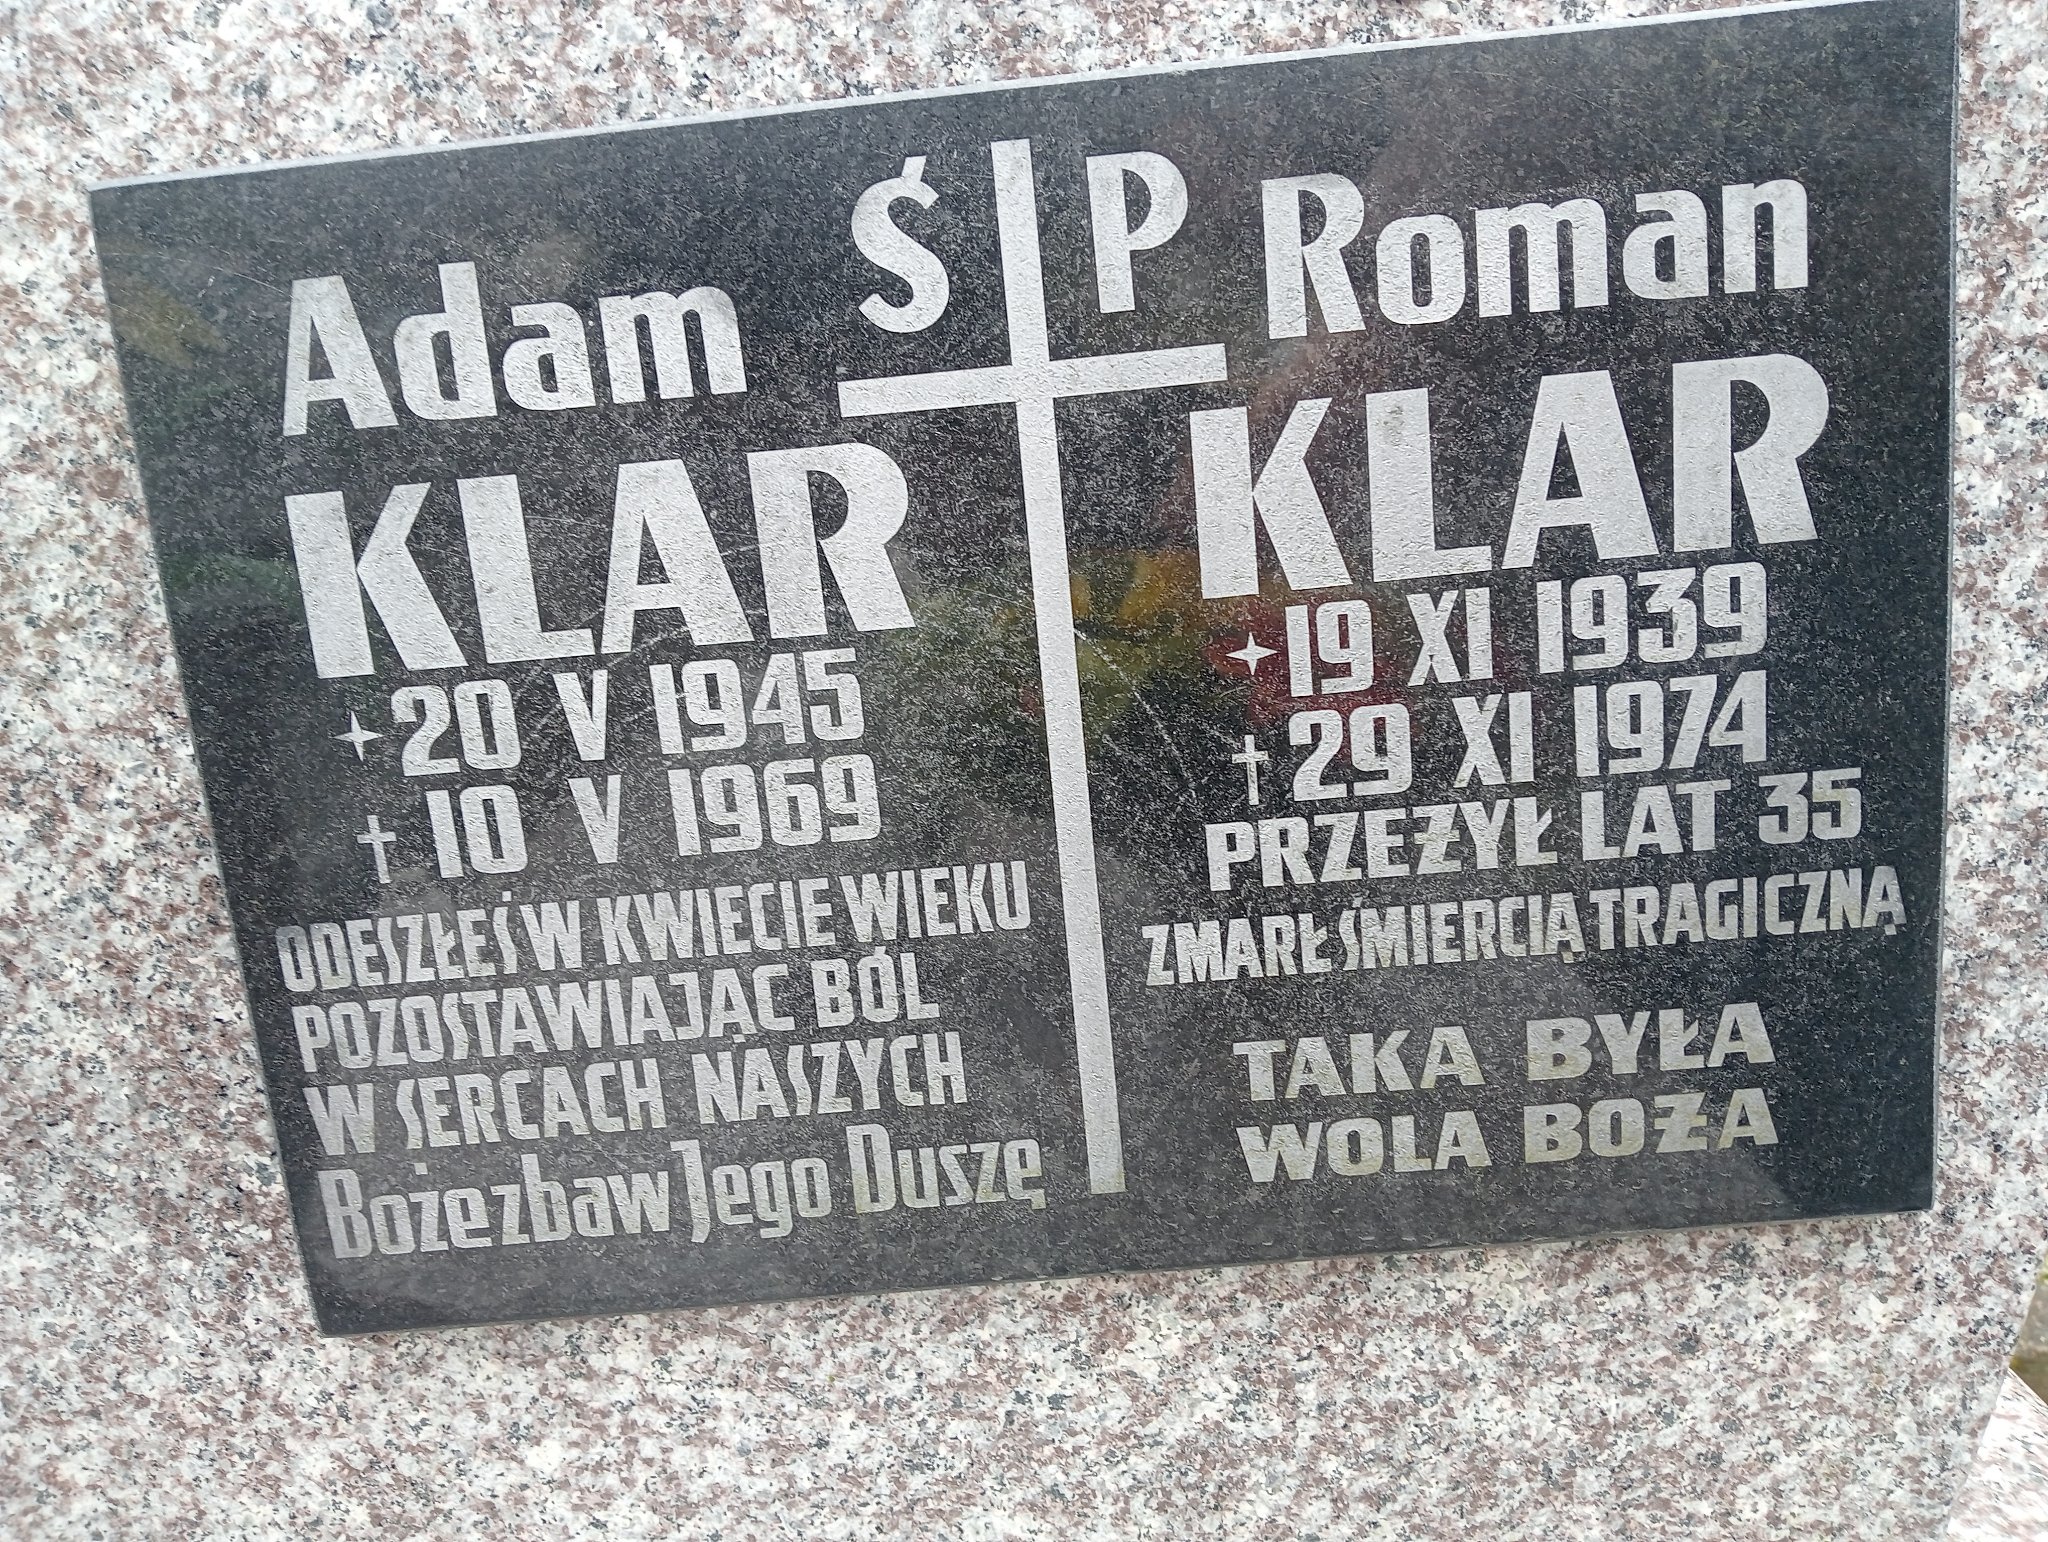 Ś P
Adam
KLAR
20 V 1945
† 10 V 1969
ODESZŁEŚ W KWIECIE WIEKU
POZOSTAWIAJĄC BÓL
W SERCACH NASZYCH
Boże zbaw Jego Duszę
Roman
KLAR
19 XI 1939
† 29 XI 1974
PRZEŻYŁ LAT 35
ZMARŁ ŚMIERCIĄ TRAGICZNĄ
TAKA BYŁA
WOLA BOŻA